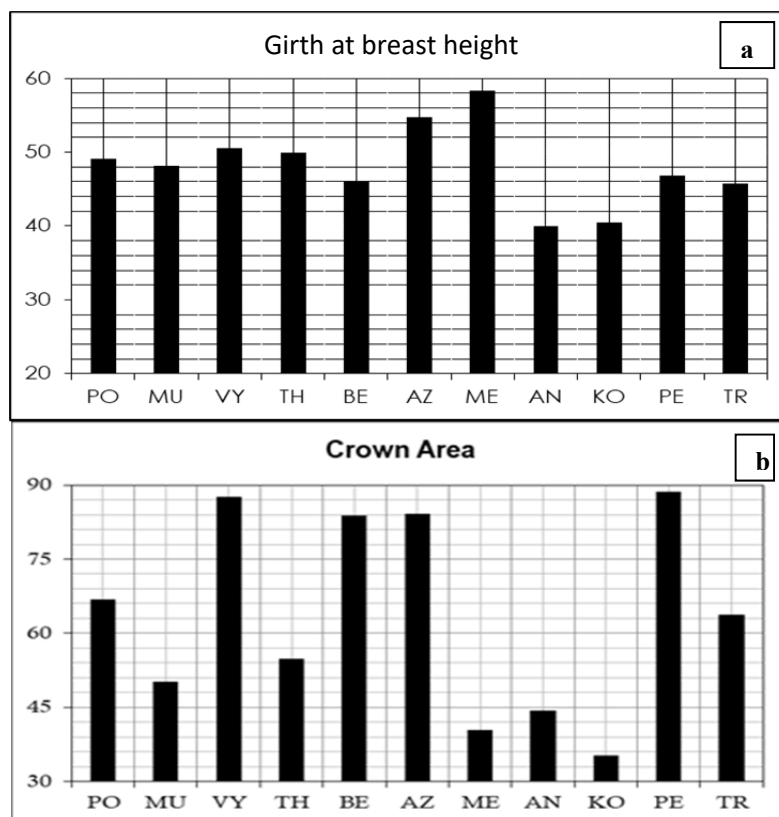 Girth at breast height
a
60
50
40
30
20
PO MU VY TH BE AZ ME AN KO PE TR
Crown Area
b
90
75
60
45
30
PO MU VY TH BE AZ ME AN KO PE TR